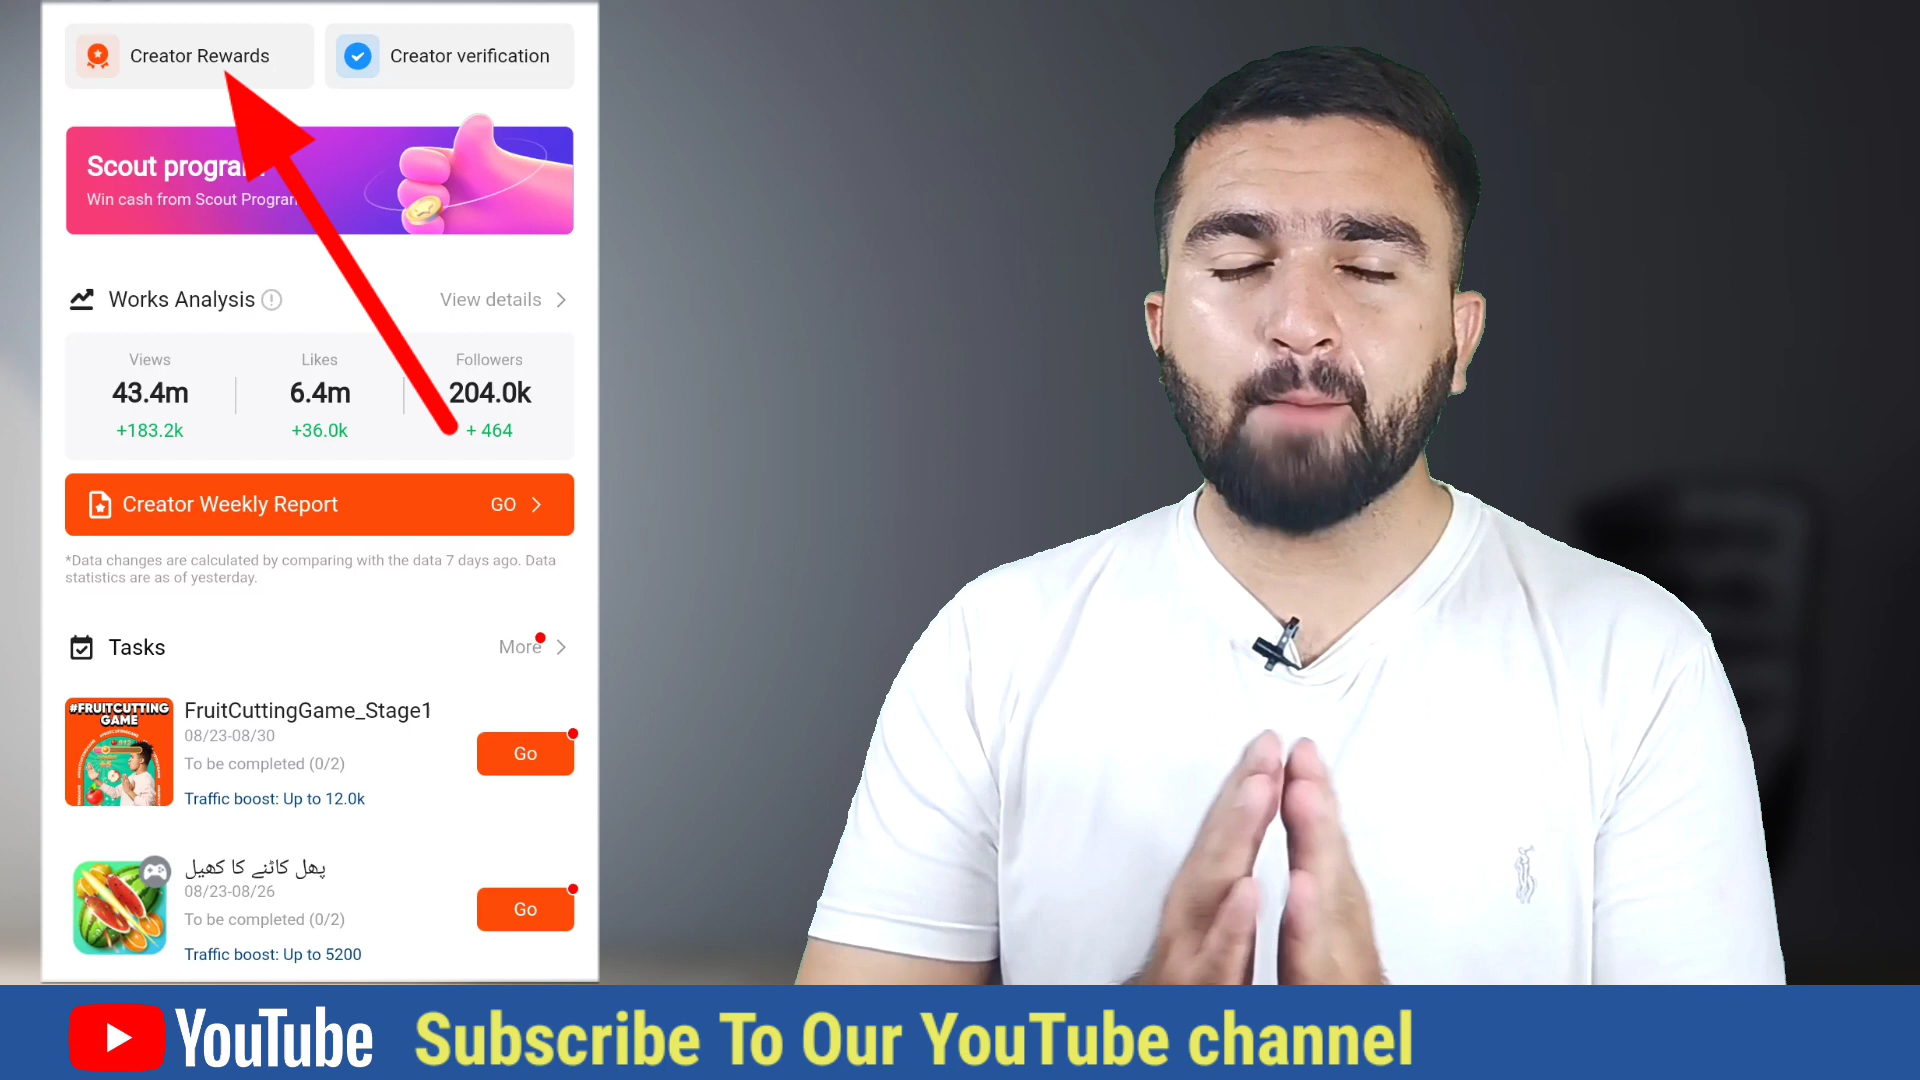 Creator Rewards
Creator verification
Scout progra
Win cash from Scout Program
Works Analysis
View details
Views
Likes
Followers
43.4m
6.4m
204.0k
+183.2k
+36.0k
+ 464
Creator Weekly Report
GO
*Data changes are calculated by comparing with the data 7 days ago. Data
statistics are as of yesterday.
Tasks
More
#FRUITCUTTING
GAME
FruitCuttingGame_Stage1
08/23-08/30
To be completed (0/2)
Go
Traffic boost: Up to 12.0k
پھل کاٹنے کا کھیل
08/23-08/26
To be completed (0/2)
Go
Traffic boost: Up to 5200
YouTube
Subscribe To Our YouTube channel